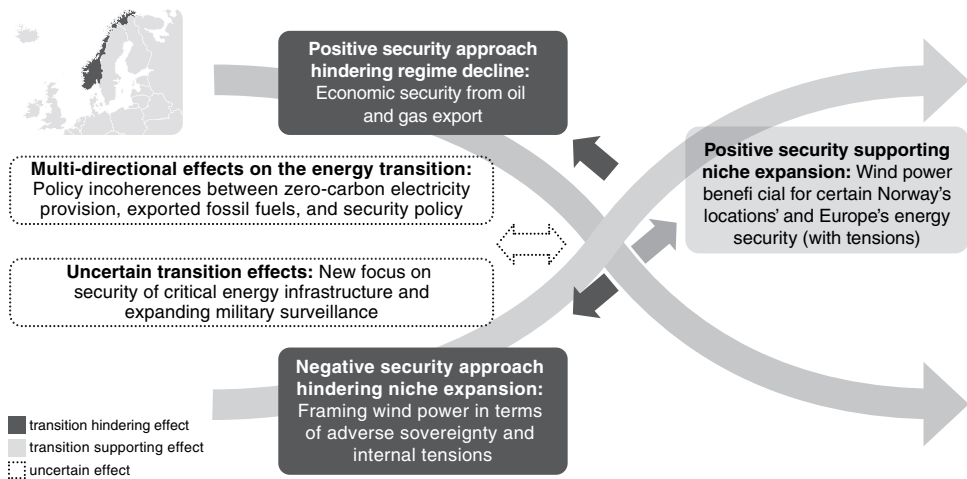 Positive security approach
hindering regime decline:
Economic security from oil
and gas export
Multi-directional effects on the energy transition:
Policy incoherences between zero-carbon electricity
provision, exported fossil fuels, and security policy
Positive security supporting
niche expansion: Wind power
benefi cial for certain Norway’s
locations’ and Europe’s energy
security (with tensions)
Uncertain transition effects: New focus on
security of critical energy infrastructure and
expanding military surveillance
Negative security approach
hindering niche expansion:
Framing wind power in terms
of adverse sovereignty and
internal tensions
transition hindering effect
transition supporting effect
uncertain effect